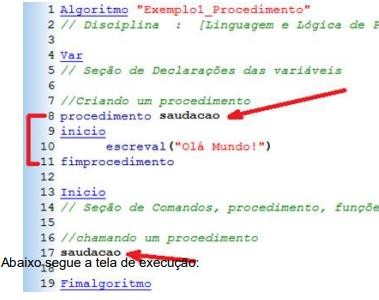 1 Algoritmo "Exemplo1_Procedimento"
2 // Disciplina : [Linguagem e Lógica de P
3
4 Var
5 // Seção de Declarações das variáveis
6
7 //Criando um procedimento
8 procedimento saudacao
9 inicio
10 escreval("Olá Mundo!")
11 fimprocedimento
12
13 Inicio
14 // Seção de Comandos, procedimento, funçõe
15
16 //chamando um procedimento
17 saudacao
Abaixo segue a tela de execução:
19 Fimalgoritmo